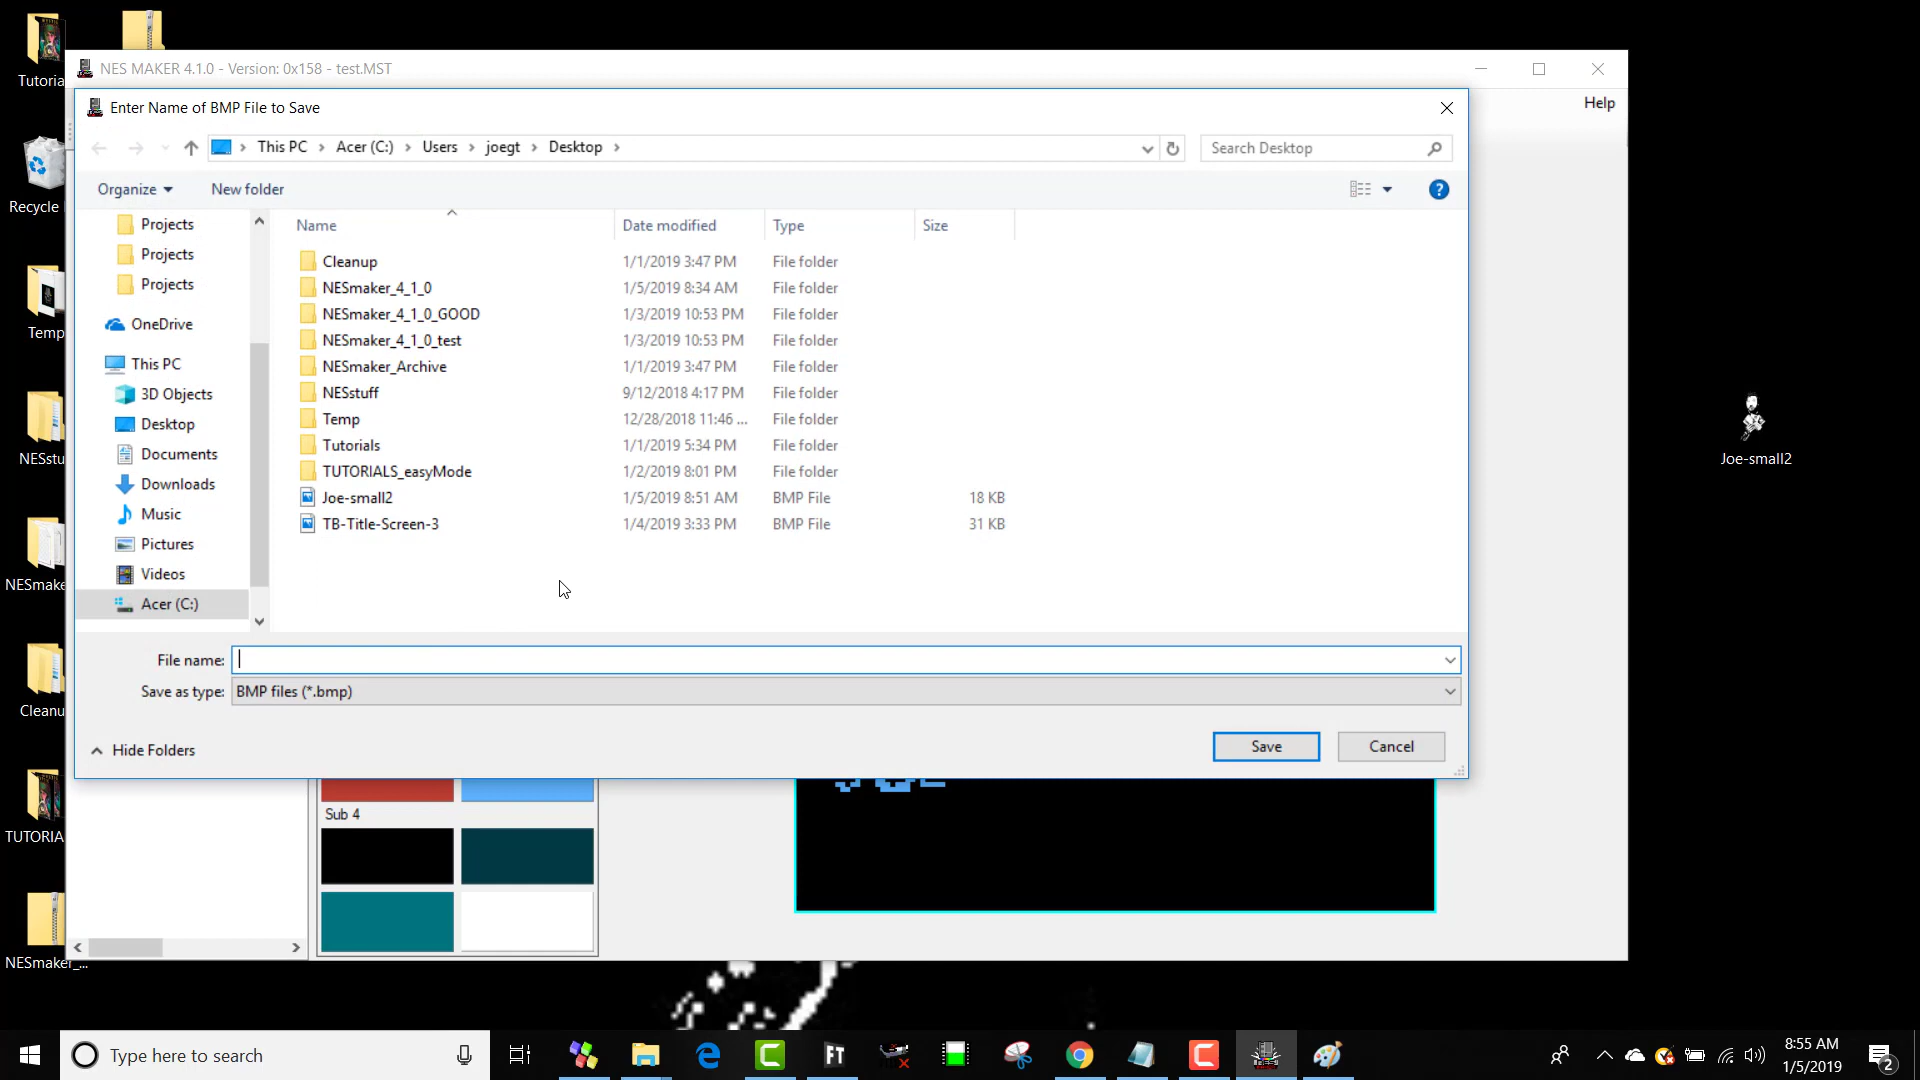 NES MAKER 4.1.0 - Version: 0x158 - test.MST
Help
Enter Name of BMP File to Save
This PC > Acer (C:) > Users > joegt > Desktop >
Search Desktop
Organize
New folder
?
Projects
Projects
Projects
OneDrive
This PC
3D Objects
Desktop
Documents
Downloads
Music
Pictures
Videos
Acer (C:)
Name Date modified Type Size
Cleanup 1/1/2019 3:47 PM File folder
NESmaker_4_1_0 1/5/2019 8:34 AM File folder
NESmaker_4_1_0_GOOD 1/3/2019 10:53 PM File folder
NESmaker_4_1_0_test 1/3/2019 10:53 PM File folder
NESmaker_Archive 1/1/2019 3:47 PM File folder
NESstuff 9/12/2018 4:17 PM File folder
Temp 12/28/2018 11:46 ... File folder
Tutorials 1/1/2019 5:34 PM File folder
TUTORIALS_easyMode 1/2/2019 8:01 PM File folder
Joe-small2 1/5/2019 8:51 AM BMP File 18 KB
TB-Title-Screen-3 1/4/2019 3:33 PM BMP File 31 KB
File name:
Save as type: BMP files (*.bmp)
Hide Folders
Save
Cancel
Sub 4
Tutoria
Recycle
Temp
NESstu
NESmake
Cleanu
TUTORIA
NESmaker_...
Joe-small2
Type here to search
FT
8:55 AM
1/5/2019
2